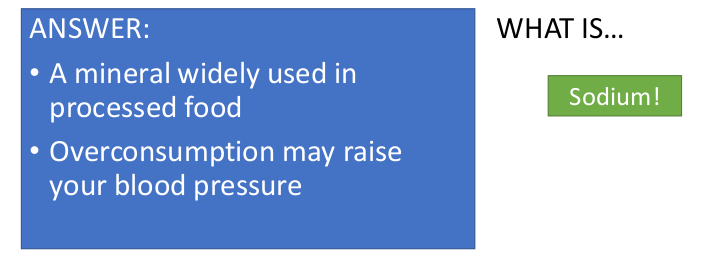 ANSWER:
• A mineral widely used in
processed food
• Overconsumption may raise
your blood pressure
WHAT IS...
Sodium!